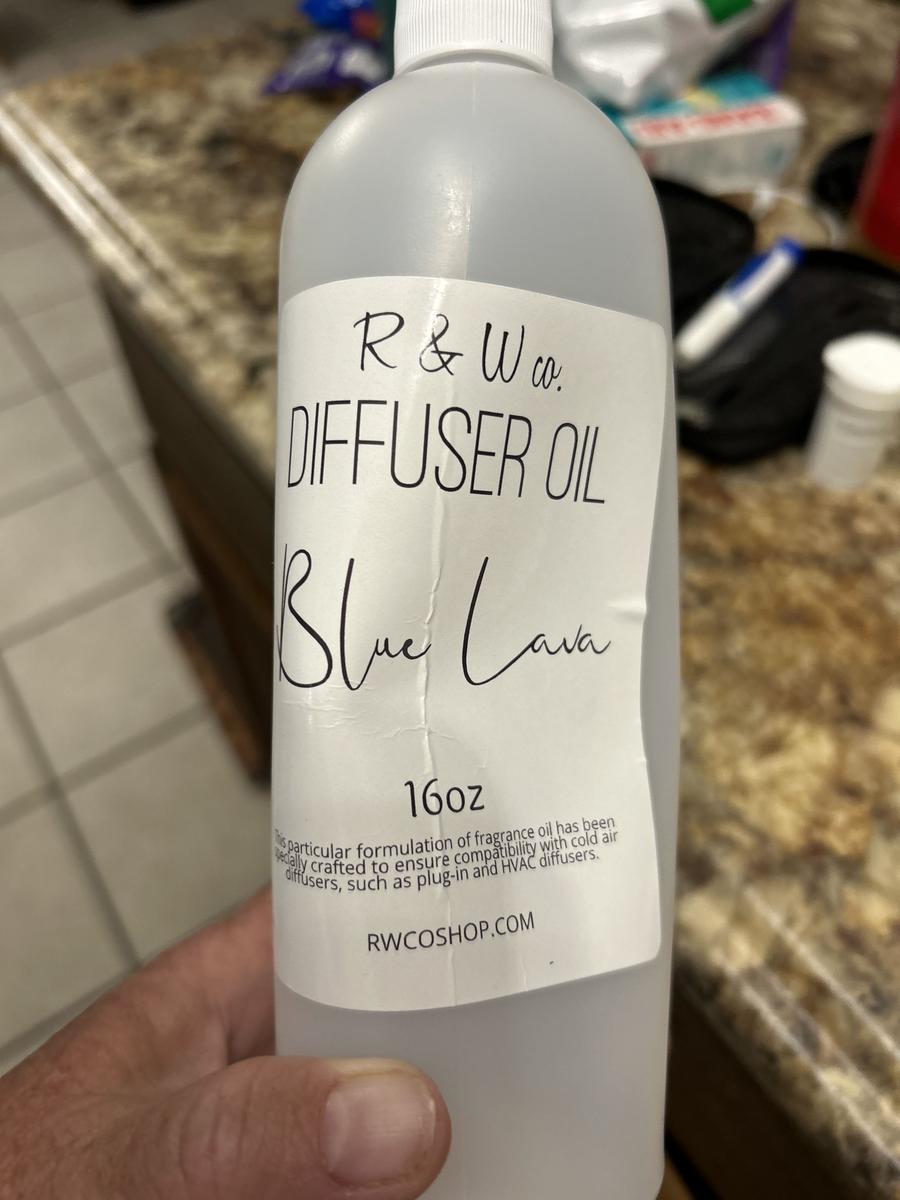 R & W co.
DIFFUSER OIL
Blue Lava
16oz
This particular formulation of fragrance oil has been
specially crafted to ensure compatibility with cold air
diffusers, such as plug-in and HVAC diffusers.
RWCOSHOP.COM